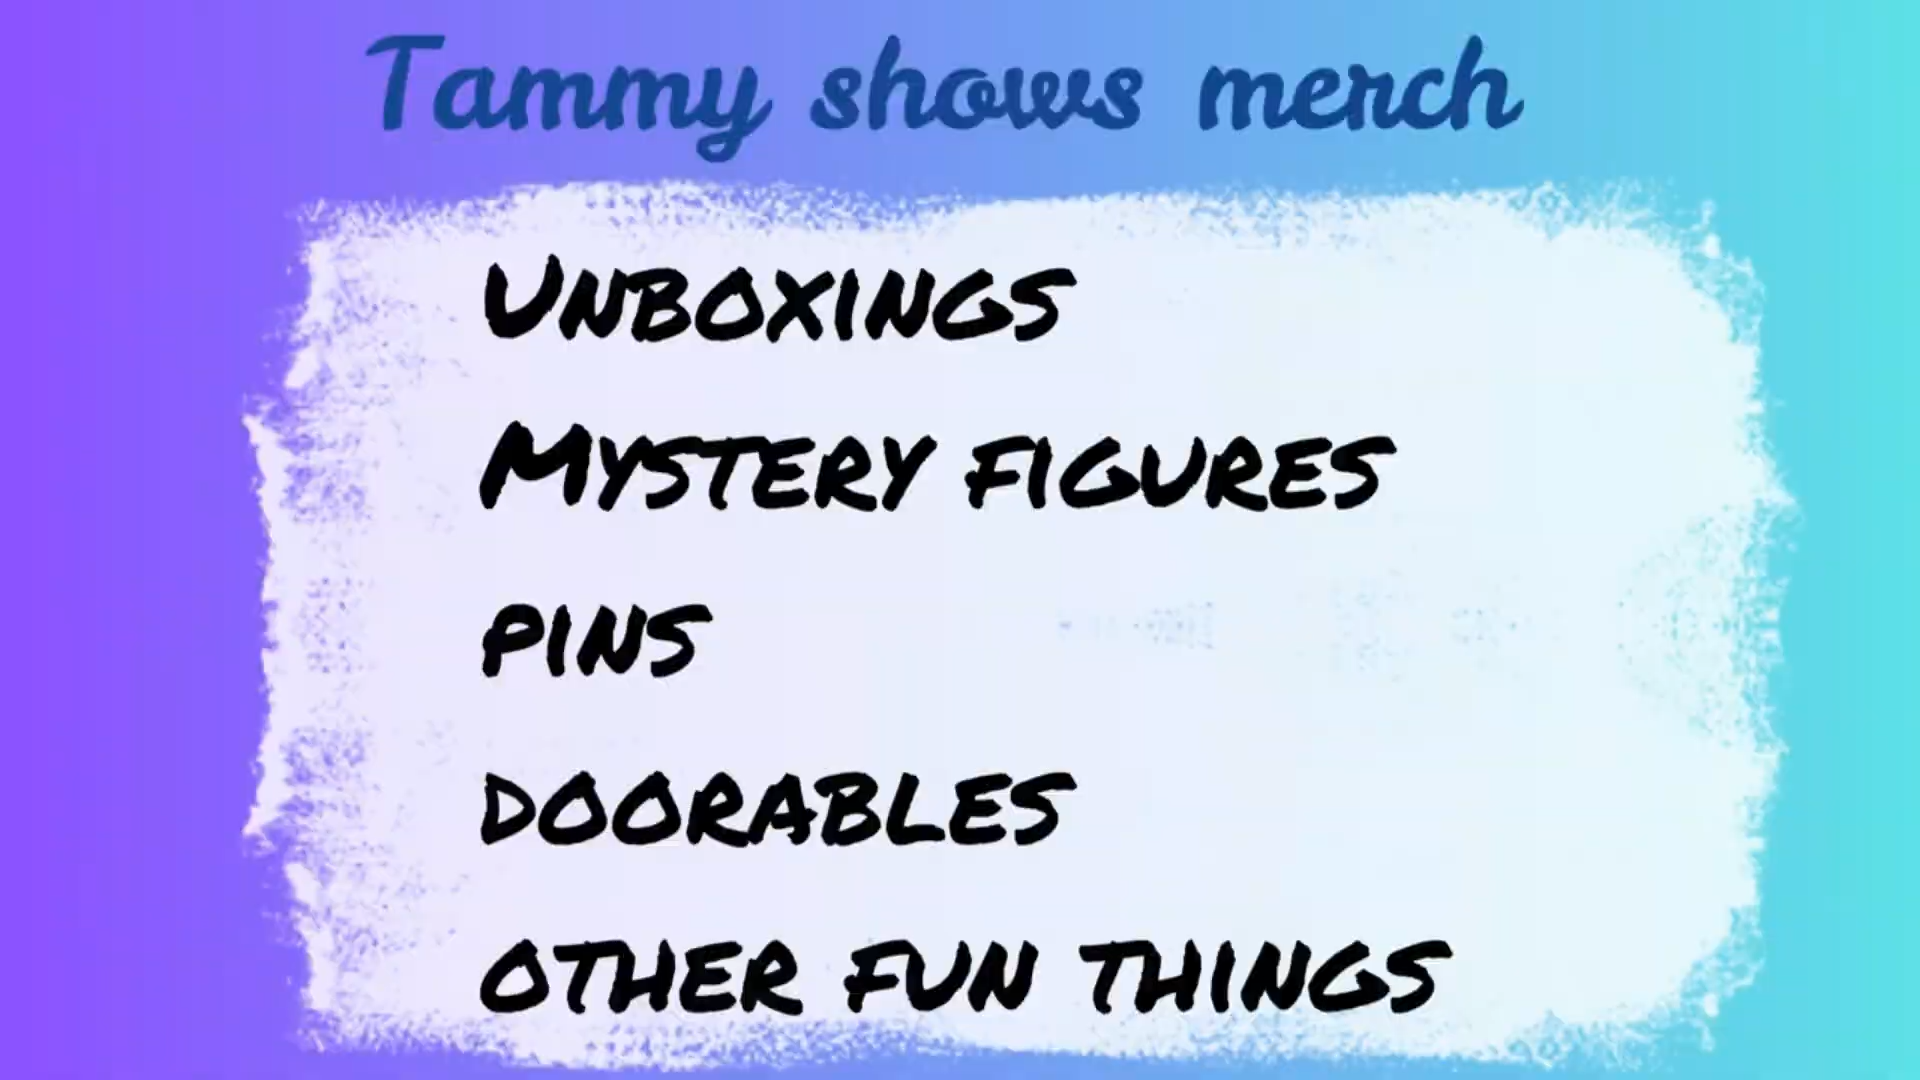 Tammy shows merch
Unboxings
Mystery figures
pins
doorables
other fun things